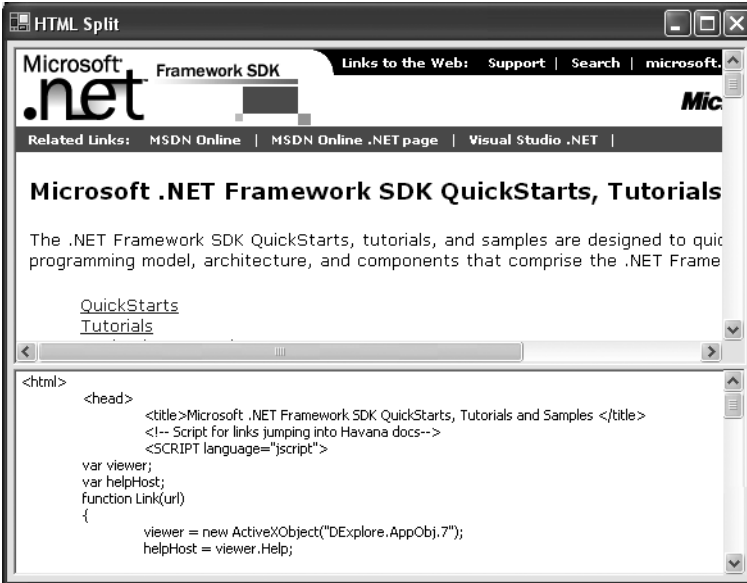 HTML Split
Microsoft
.net
Framework SDK
Links to the Web: Support | Search | microsoft.
Mic
Related Links: MSDN Online | MSDN Online .NET page | Visual Studio .NET |
Microsoft .NET Framework SDK QuickStarts, Tutorials
The .NET Framework SDK QuickStarts, tutorials, and samples are designed to quic
programming model, architecture, and components that comprise the .NET Frame
QuickStarts
Tutorials
<html>
<head>
<title>Microsoft .NET Framework SDK QuickStarts, Tutorials and Samples </title>
<!-- Script for links jumping into Havana docs-->
<SCRIPT language="jscript">
var viewer;
var helpHost;
function Link(url)
{
viewer = new ActiveXObject("DExplore.AppObj.7");
helpHost = viewer.Help;